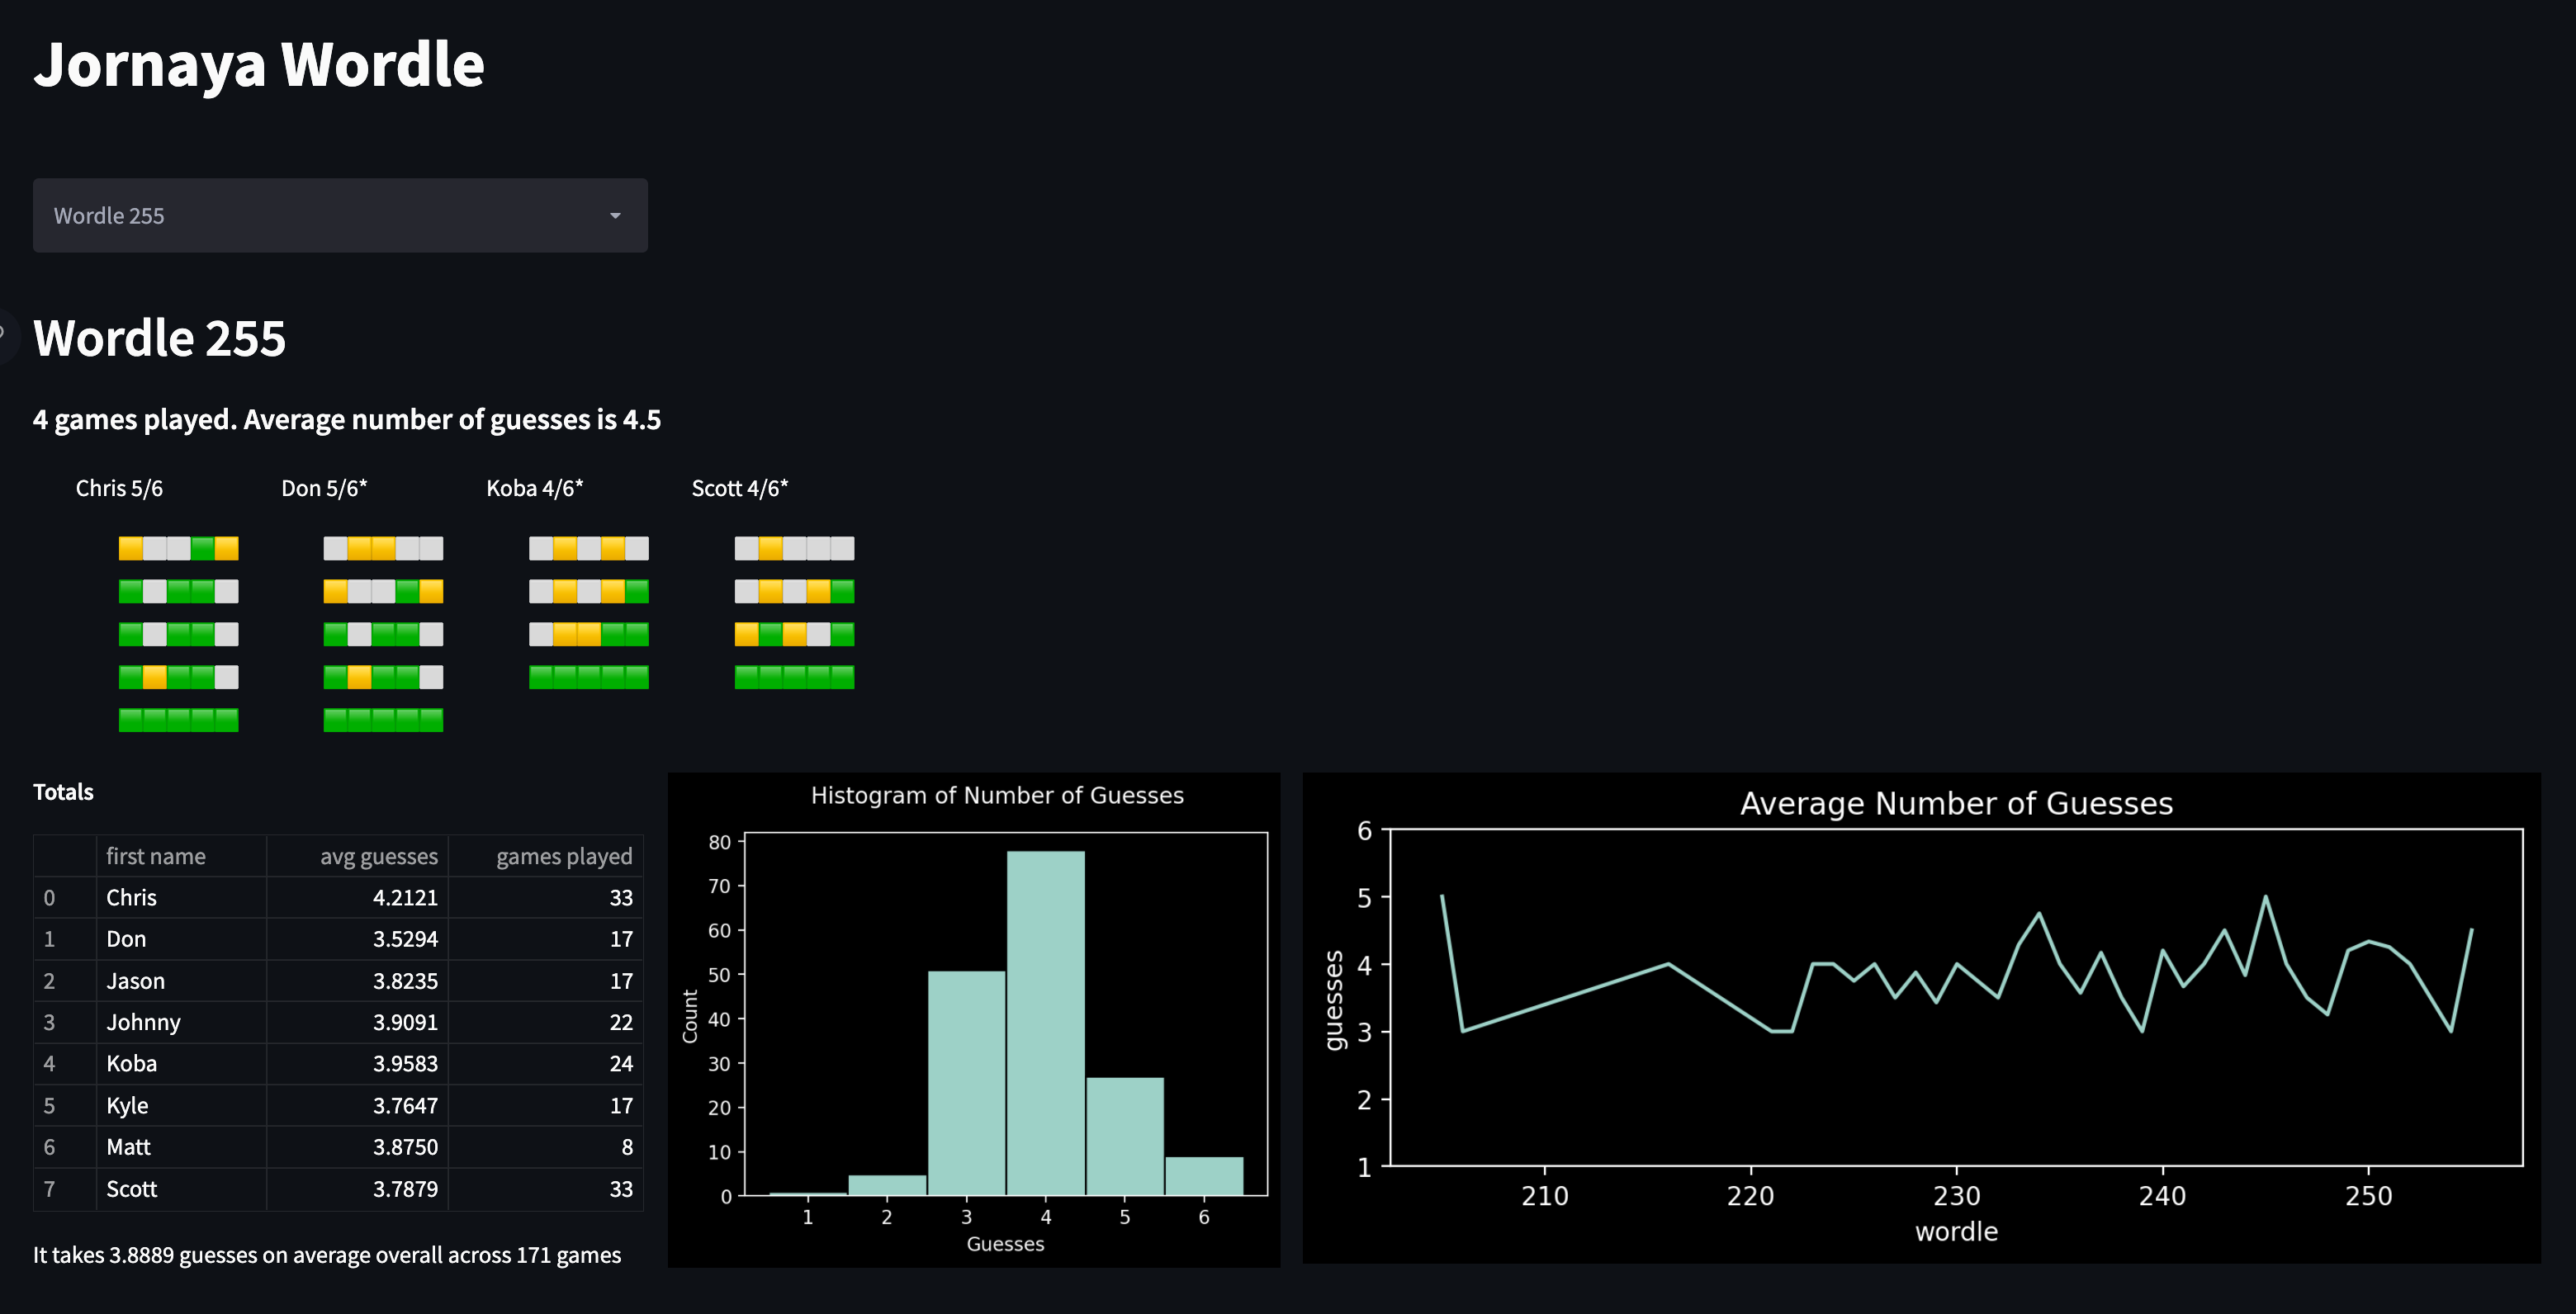 Jornaya Wordle
Wordle 255
Wordle 255
4 games played. Average number of guesses is 4.5
Chris 5/6
Don 5/6*
Koba 4/6*
Scott 4/6*
Totals
first name avg guesses games played
0 Chris 4.2121 33
1 Don 3.5294 17
2 Jason 3.8235 17
3 Johnny 3.9091 22
4 Koba 3.9583 24
5 Kyle 3.7647 17
6 Matt 3.8750 8
7 Scott 3.7879 33
It takes 3.8889 guesses on average overall across 171 games
Histogram of Number of Guesses
80
70
60
50
40
30
20
10
0
Count
1 2 3 4 5 6
Guesses
Average Number of Guesses
6
5
4
3
2
1
guesses
210 220 230 240 250
wordle